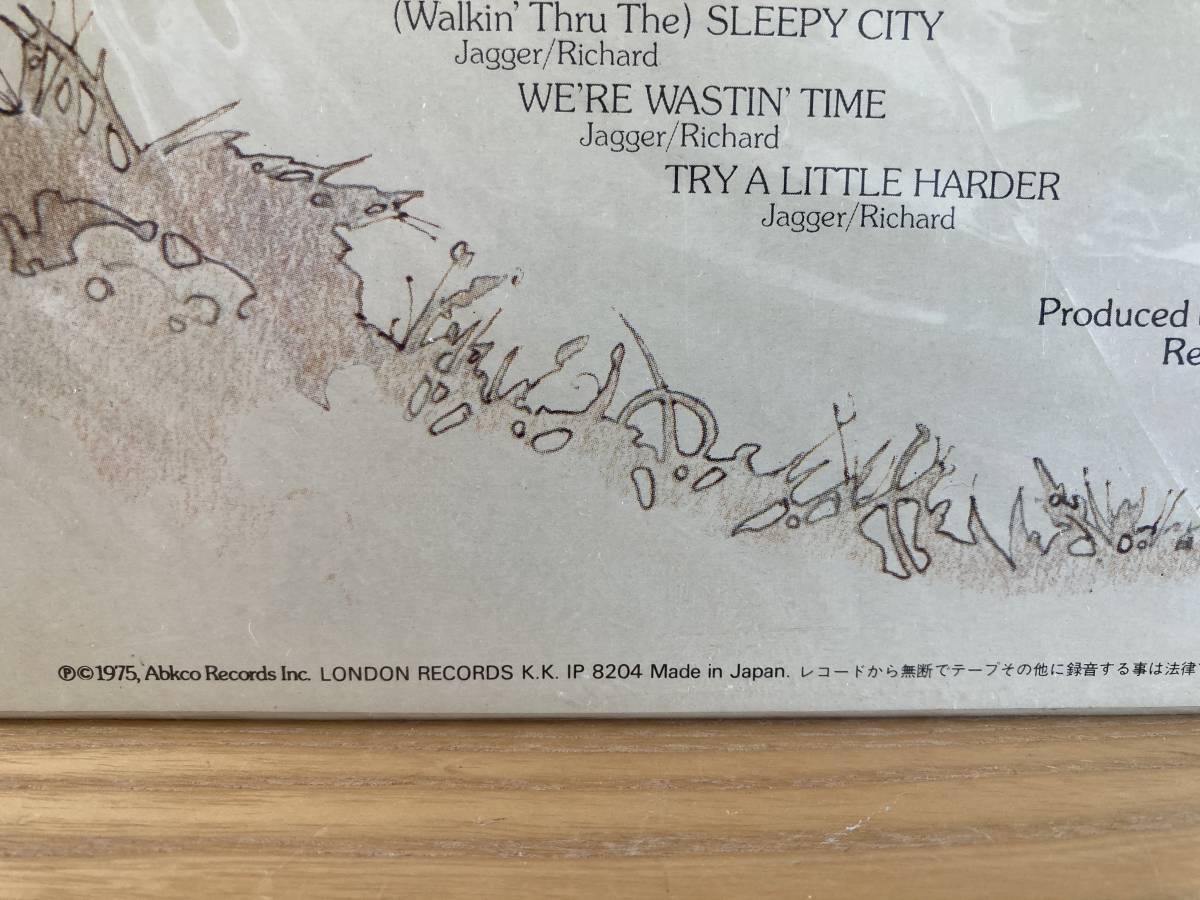 (Walkin' Thru The) SLEEPY CITY
Jagger/Richard
WE'RE WASTIN' TIME
Jagger/Richard
TRY A LITTLE HARDER
Jagger/Richard
Produced
Re
℗©1975, Abkco Records Inc. LONDON RECORDS K.K. IP 8204 Made in Japan. レコードから無断でテープその他に録音する事は法律